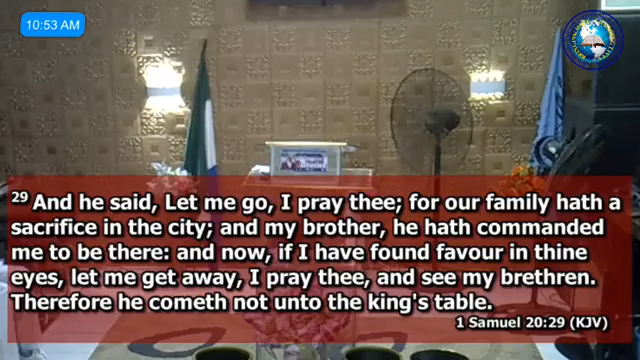 10:53 AM
29 And he said, Let me go, I pray thee; for our family hath a
sacrifice in the city; and my brother, he hath commanded
me to be there: and now, if I have found favour in thine
eyes, let me get away, I pray thee, and see my brethren.
Therefore he cometh not unto the king's table.
1 Samuel 20:29 (KJV)